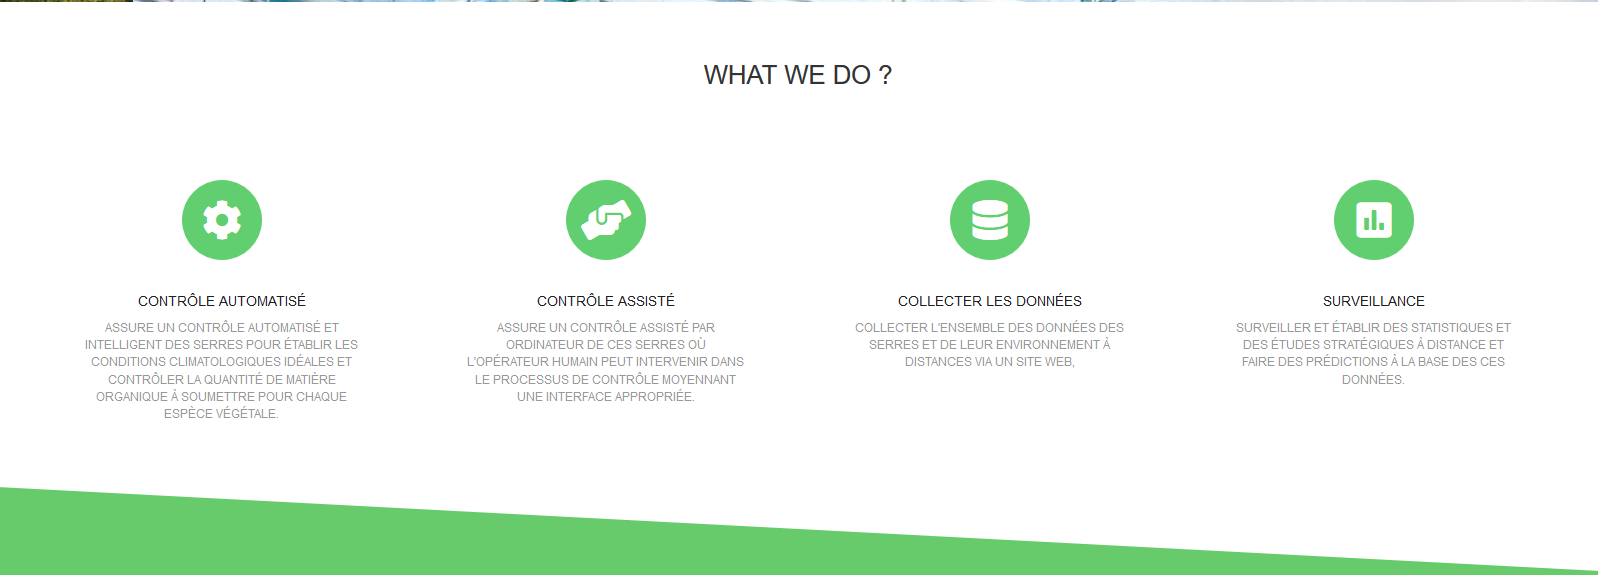 WHAT WE DO ?
CONTRÔLE AUTOMATISÉ
ASSURE UN CONTRÔLE AUTOMATISÉ ET
INTELLIGENT DES SERRES POUR ÉTABLIR LES
CONDITIONS CLIMATOLOGIQUES IDÉALES ET
CONTRÔLER LA QUANTITÉ DE MATIÈRE
ORGANIQUE À SOUMETTRE POUR CHAQUE
ESPÈCE VÉGÉTALE.
CONTRÔLE ASSISTÉ
ASSURE UN CONTRÔLE ASSISTÉ PAR
ORDINATEUR DE CES SERRES OÙ
L'OPÉRATEUR HUMAIN PEUT INTERVENIR DANS
LE PROCESSUS DE CONTRÔLE MOYENNANT
UNE INTERFACE APPROPRIÉE.
COLLECTER LES DONNÉES
COLLECTER L'ENSEMBLE DES DONNÉES DES
SERRES ET DE LEUR ENVIRONNEMENT À
DISTANCES VIA UN SITE WEB,
SURVEILLANCE
SURVEILLER ET ÉTABLIR DES STATISTIQUES ET
DES ÉTUDES STRATÉGIQUES À DISTANCE ET
FAIRE DES PRÉDICTIONS À LA BASE DES CES
DONNÉES.